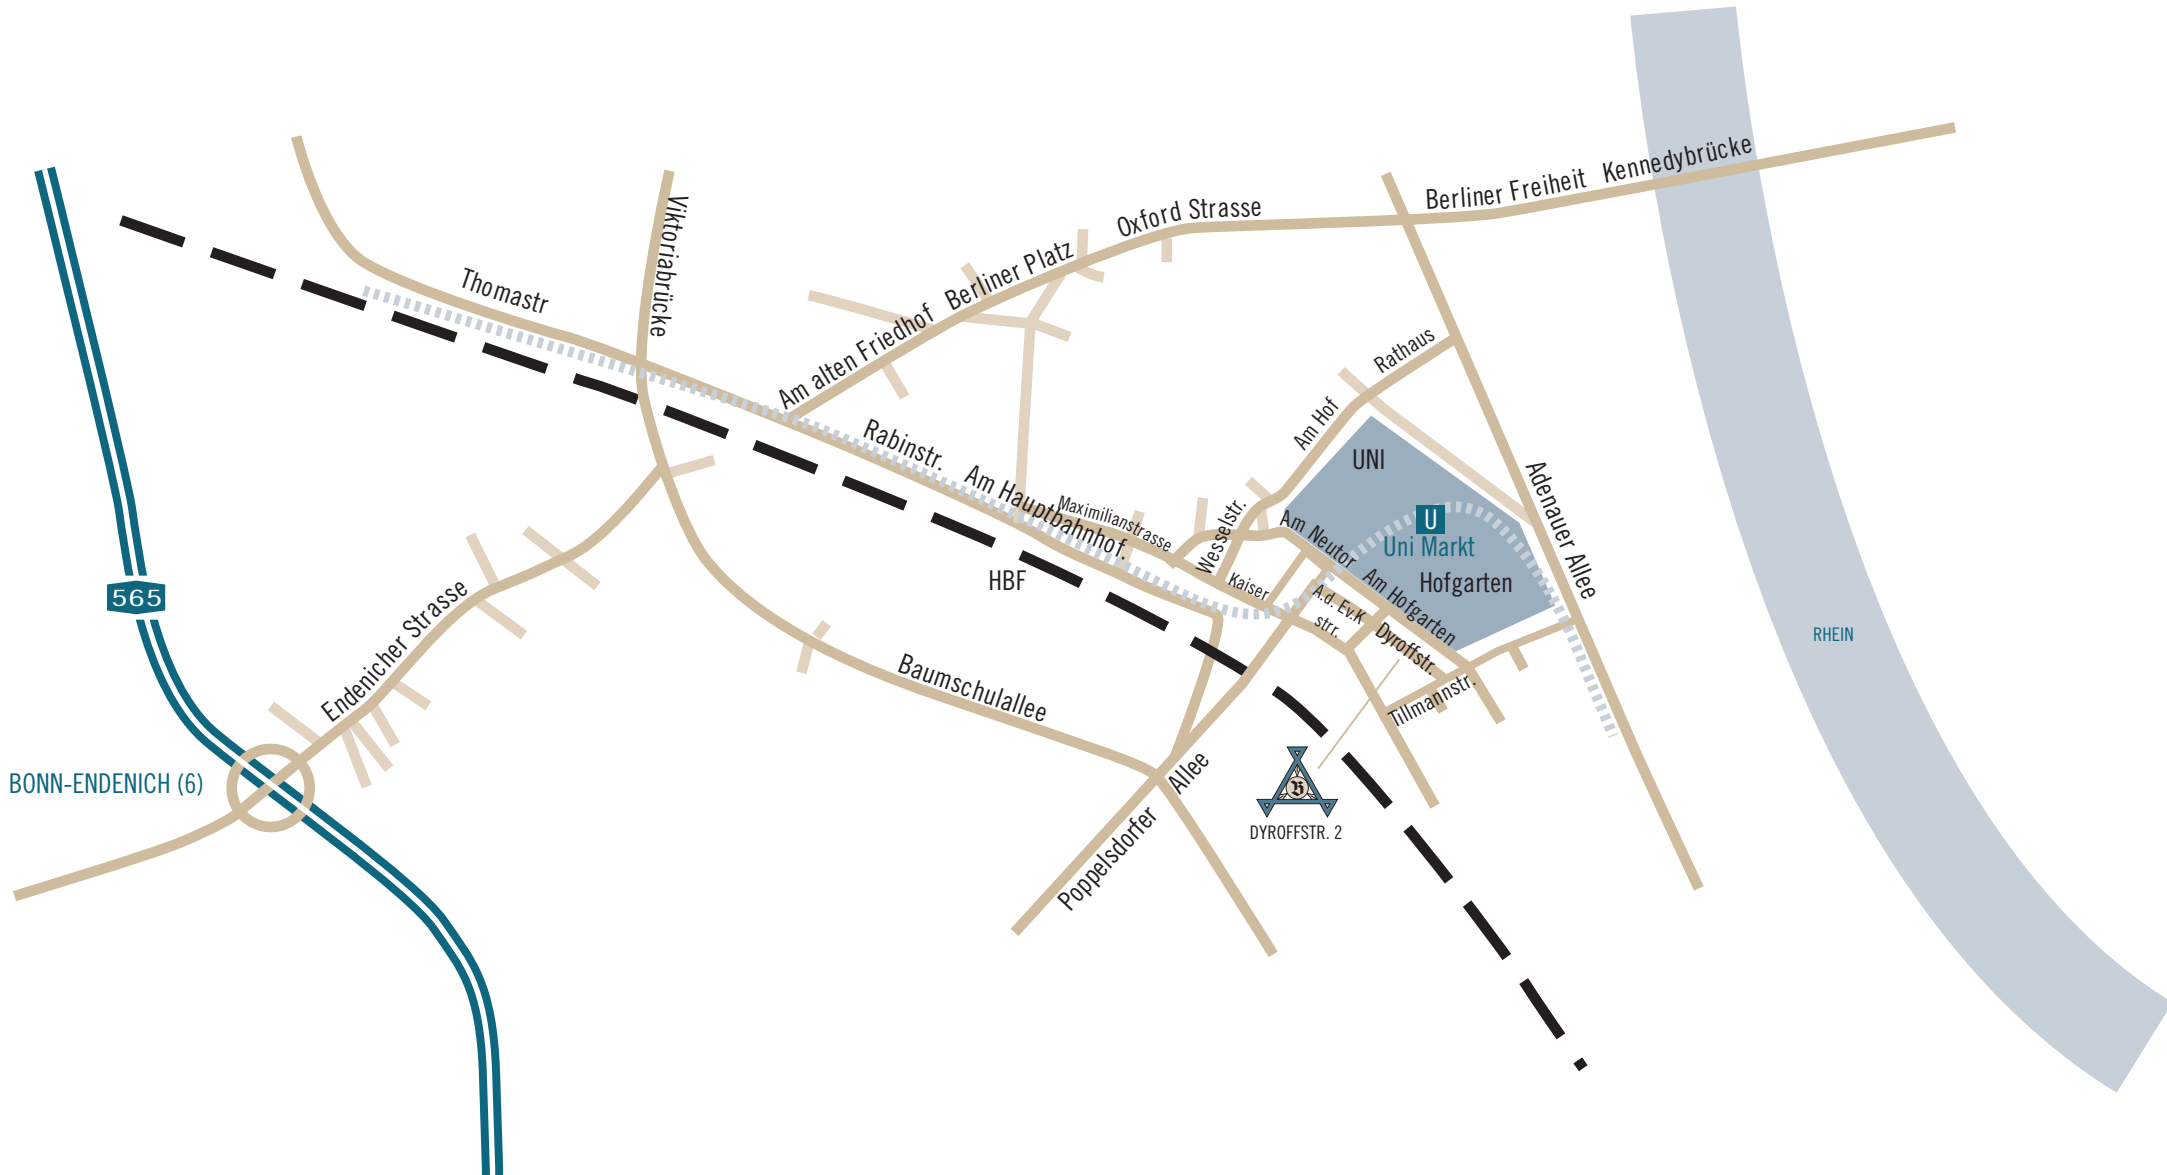 Kennedybrücke
Berliner Freiheit
Oxford Strasse
Viktoriabrücke
Berliner Platz
Thomastr
Am alten Friedhof
Rathaus
Am Hof
Rabinstr.
UNI
Am Hauptbahnhof.
Maximilianstrasse
Wesselstr.
Adenauer Allee
U
Uni Markt
Am Neutor
HBF
Kaiser
Am Hofgarten
Hofgarten
565
A.d. Ev.K
strr.
Dyroffstr.
RHEIN
Endenicher Strasse
Baumschulallee
Tillmannstr.
BONN-ENDENICH (6)
Poppelsdorfer Allee
B
DYROFFSTR. 2